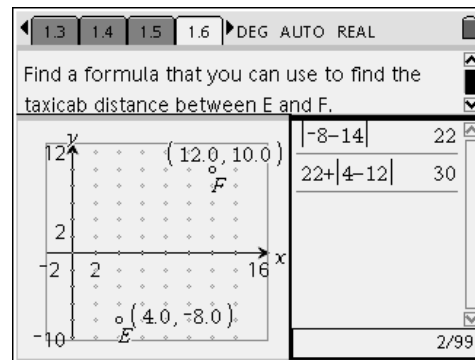 1.3 1.4 1.5 1.6 DEG AUTO REAL
Find a formula that you can use to find the
taxicab distance between E and F.
y
12
(12.0, 10.0)
F
2
-2 2 16 x
(4.0, -8.0)
E
-10
|-8-14| 22
22+|4-12| 30
2/99